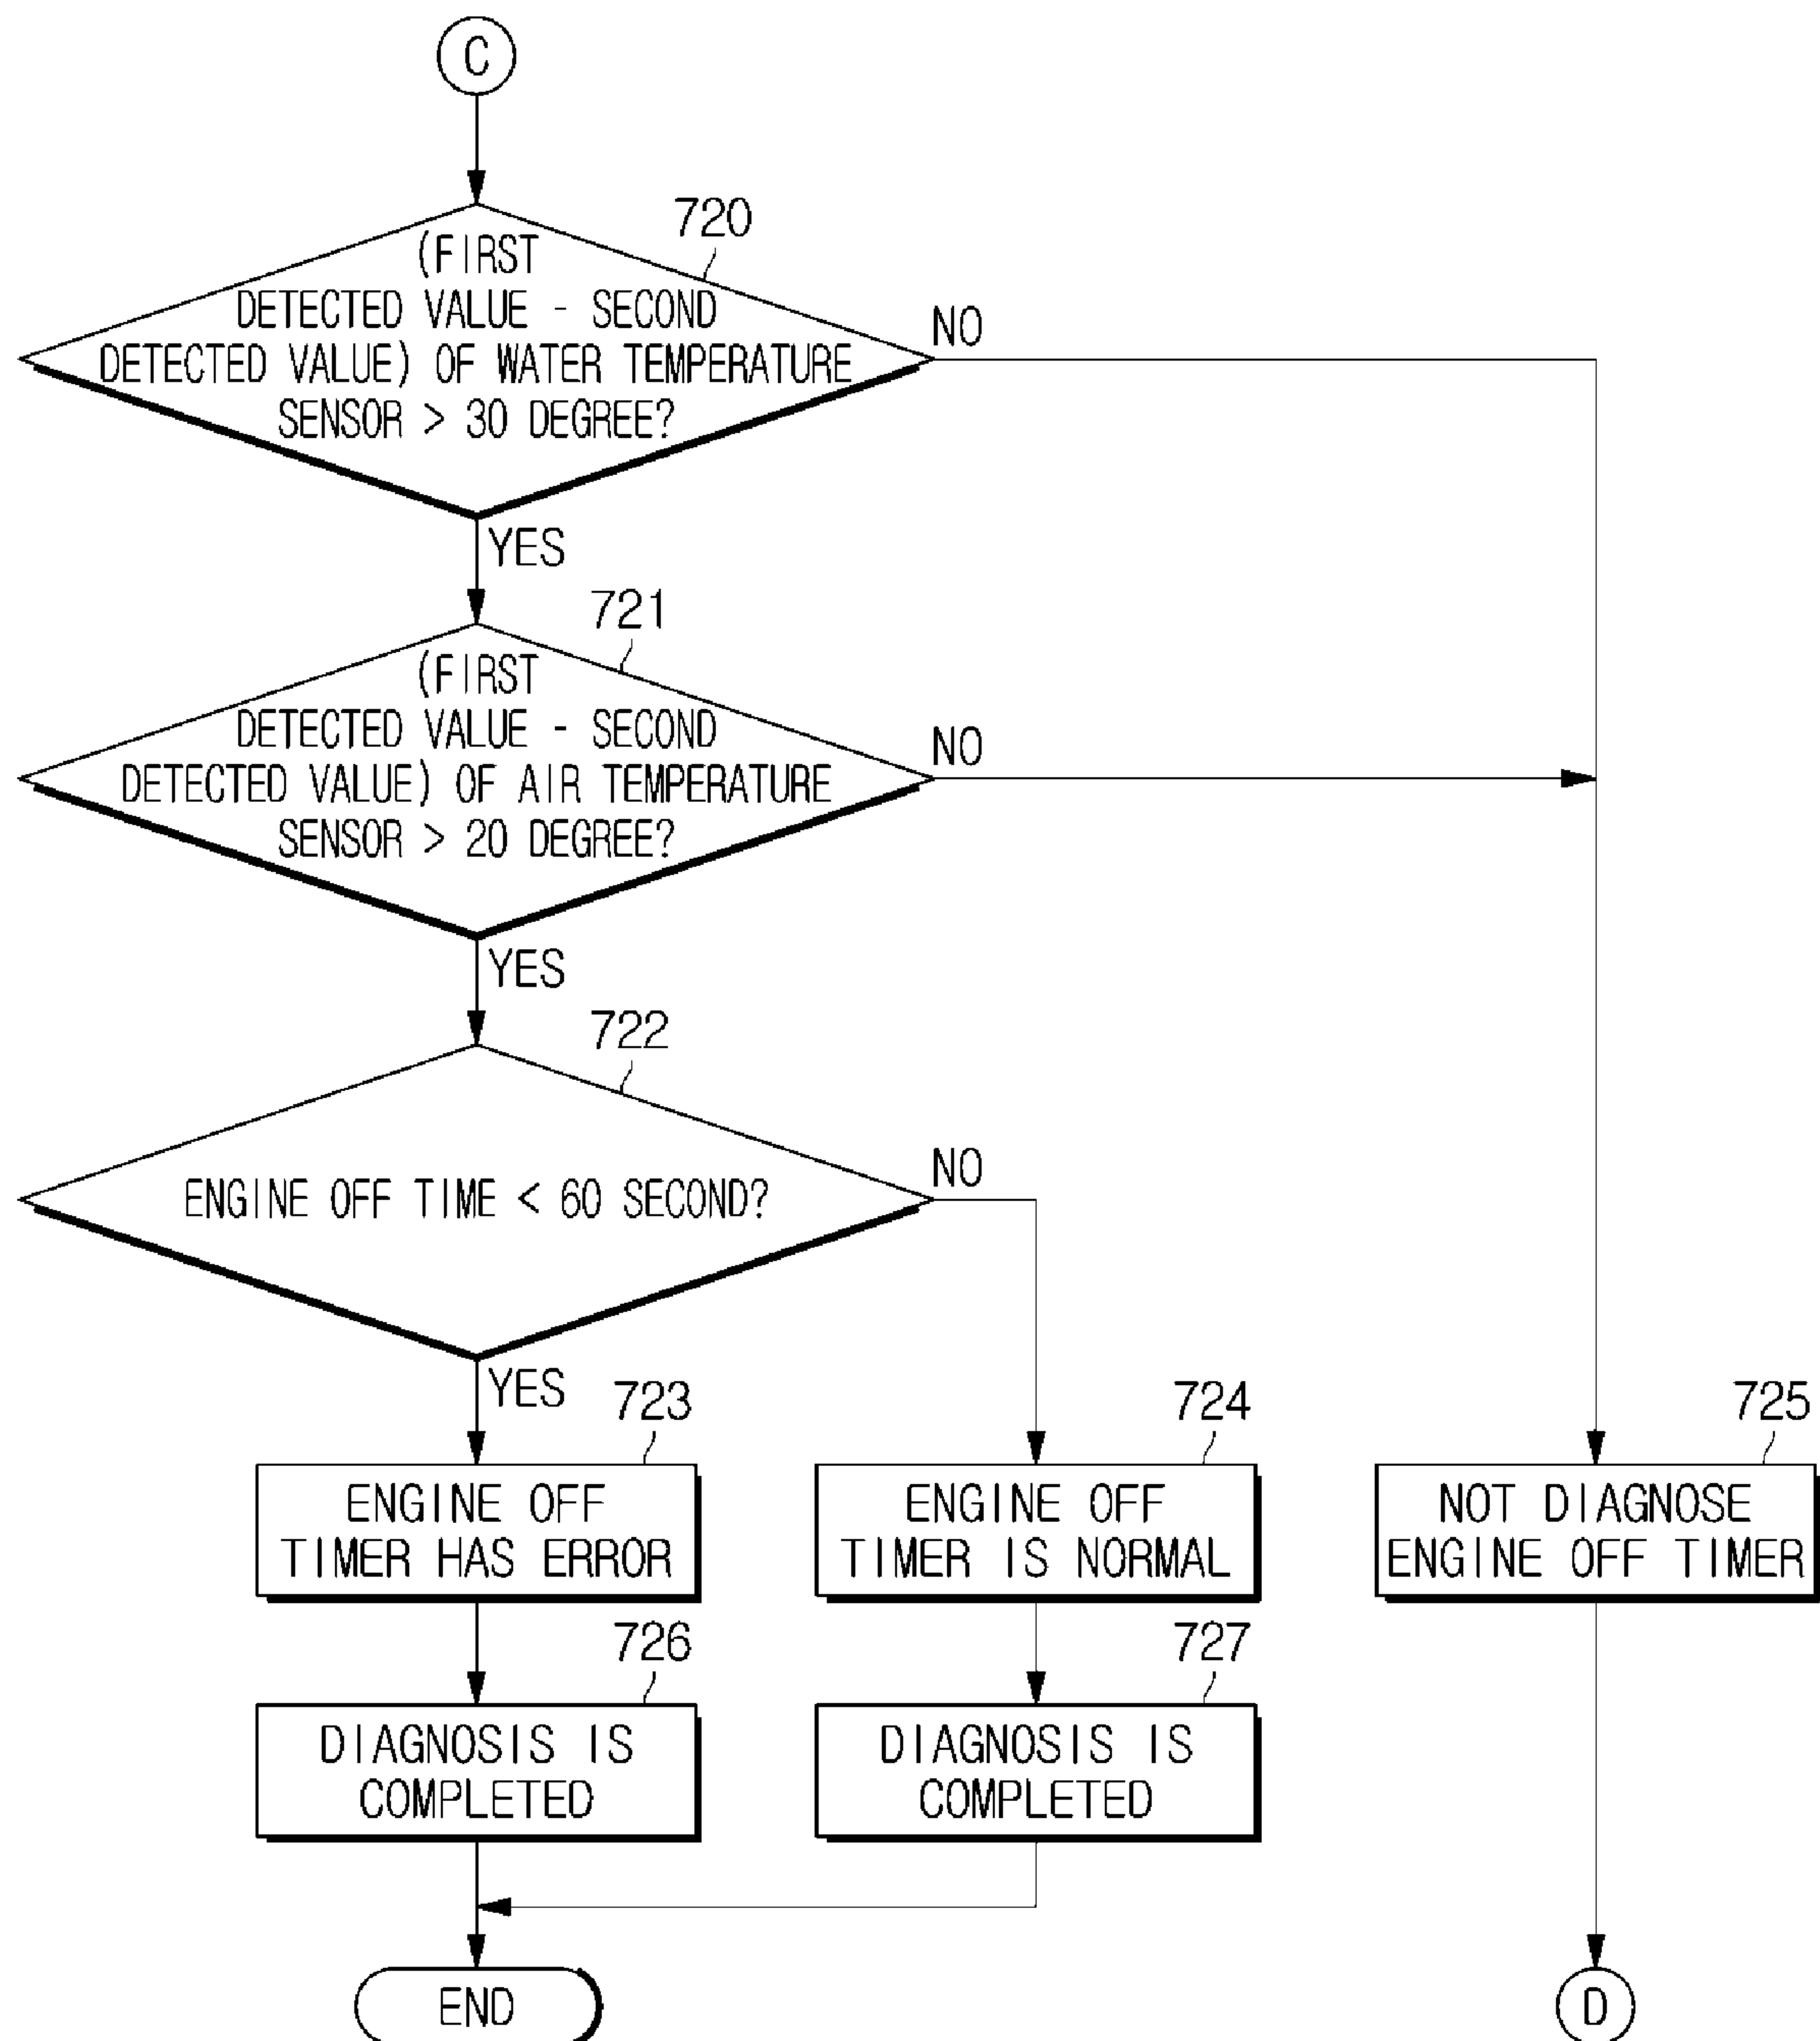 C
720
(FIRST
DETECTED VALUE - SECOND
DETECTED VALUE) OF WATER TEMPERATURE
SENSOR > 30 DEGREE?
NO
YES
721
(FIRST
DETECTED VALUE - SECOND
DETECTED VALUE) OF AIR TEMPERATURE
SENSOR > 20 DEGREE?
NO
YES
722
ENGINE OFF TIME < 60 SECOND?
NO
YES
723
ENGINE OFF
TIMER HAS ERROR
724
ENGINE OFF
TIMER IS NORMAL
725
NOT DIAGNOSE
ENGINE OFF TIMER
726
DIAGNOSIS IS
COMPLETED
727
DIAGNOSIS IS
COMPLETED
END
D